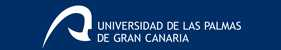 UNIVERSIDAD DE LAS PALMAS
DE GRAN CANARIA